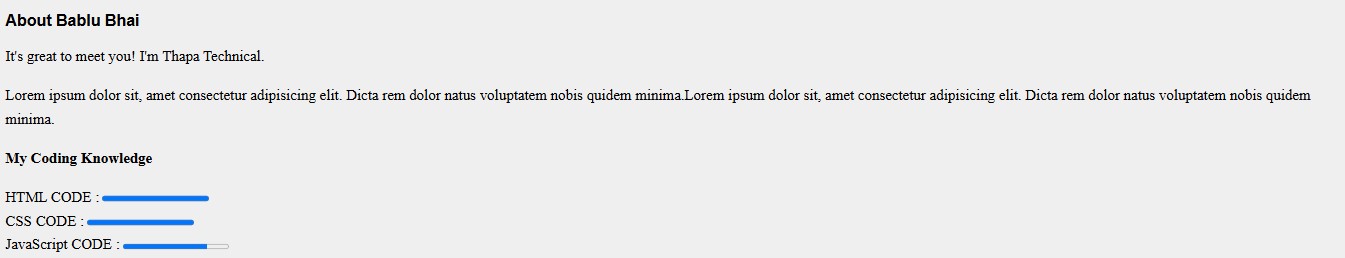 About Bablu Bhai
It's great to meet you! I'm Thapa Technical.
Lorem ipsum dolor sit, amet consectetur adipisicing elit. Dicta rem dolor natus voluptatem nobis quidem minima.Lorem ipsum dolor sit, amet consectetur adipisicing elit. Dicta rem dolor natus voluptatem nobis quidem
minima.
My Coding Knowledge
HTML CODE :
CSS CODE :
JavaScript CODE :